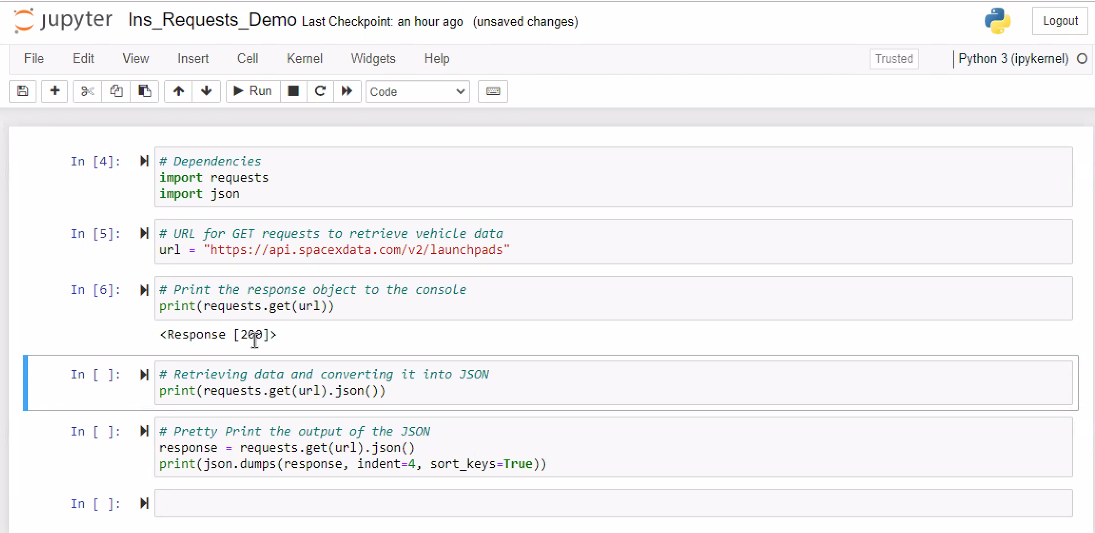 jupyter Ins_Requests_Demo Last Checkpoint: an hour ago (unsaved changes) Logout
File Edit View Insert Cell Kernel Widgets Help Trusted Python 3 (ipykernel)
Run Code
In [4]: # Dependencies
import requests
import json
In [5]: # URL for GET requests to retrieve vehicle data
url = "https://api.spacexdata.com/v2/launchpads"
In [6]: # Print the response object to the console
print(requests.get(url))
<Response [200]>
In [ ]: # Retrieving data and converting it into JSON
print(requests.get(url).json())
In [ ]: # Pretty Print the output of the JSON
response = requests.get(url).json()
print(json.dumps(response, indent=4, sort_keys=True))
In [ ]: